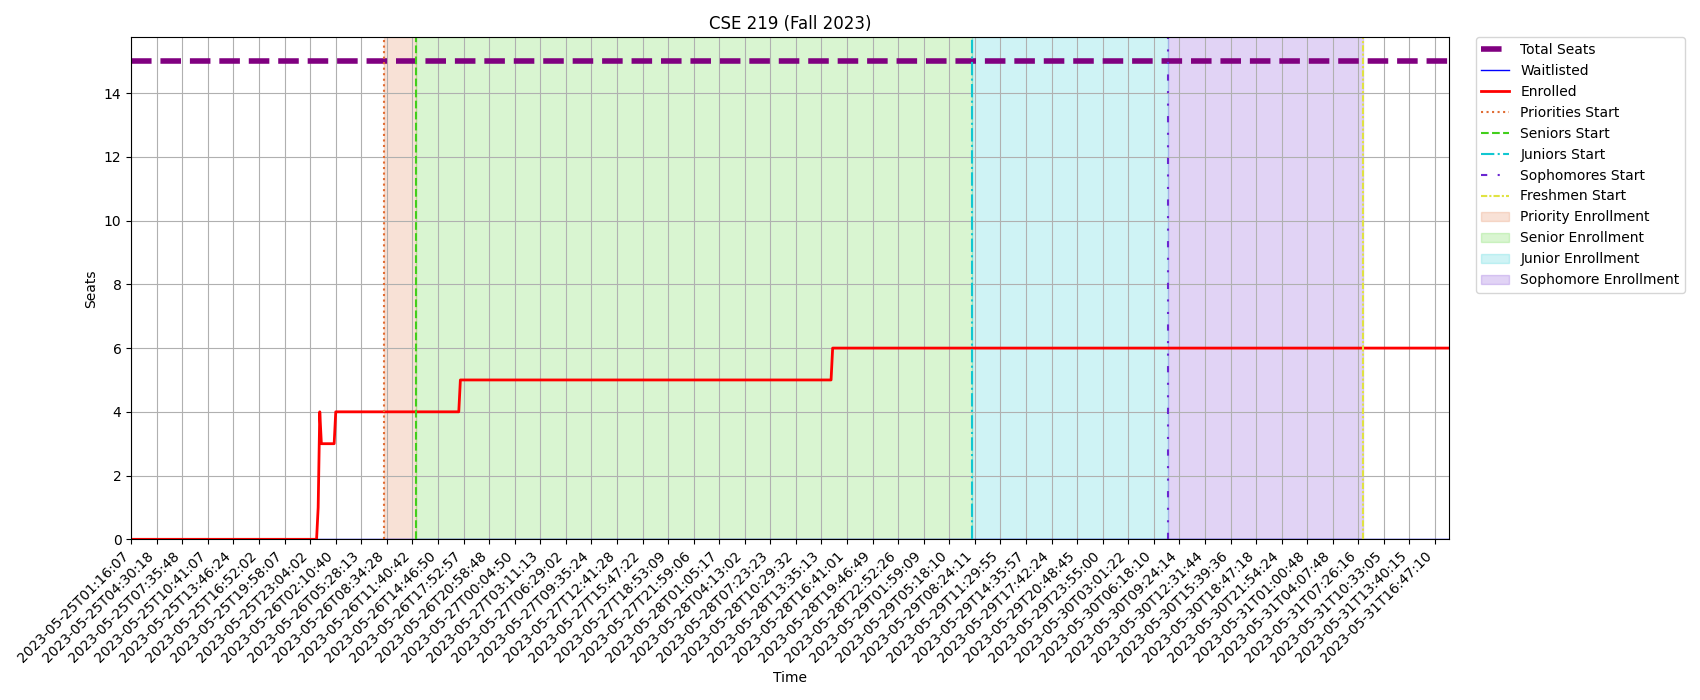 CSE 219 (Fall 2023)
Seats
14
12
10
8
6
4
2
0
2023-05-25T01:16:07
2023-05-25T04:30:18
2023-05-25T07:35:48
2023-05-25T10:41:07
2023-05-25T13:46:24
2023-05-25T16:52:02
2023-05-25T19:58:07
2023-05-25T23:04:02
2023-05-26T02:10:40
2023-05-26T05:28:13
2023-05-26T08:34:28
2023-05-26T11:40:42
2023-05-26T14:46:50
2023-05-26T17:52:57
2023-05-26T20:58:48
2023-05-27T00:04:50
2023-05-27T03:11:13
2023-05-27T06:29:02
2023-05-27T09:35:24
2023-05-27T12:41:28
2023-05-27T15:47:22
2023-05-27T18:53:09
2023-05-27T21:59:06
2023-05-28T01:05:17
2023-05-28T04:13:02
2023-05-28T07:23:23
2023-05-28T10:29:32
2023-05-28T13:35:13
2023-05-28T16:41:01
2023-05-28T19:46:49
2023-05-28T22:52:26
2023-05-29T01:59:09
2023-05-29T05:18:10
2023-05-29T08:24:11
2023-05-29T11:29:55
2023-05-29T14:35:57
2023-05-29T17:42:24
2023-05-29T20:48:45
2023-05-29T23:55:00
2023-05-30T03:01:22
2023-05-30T06:18:10
2023-05-30T09:24:14
2023-05-30T12:31:44
2023-05-30T15:39:36
2023-05-30T18:47:18
2023-05-30T21:54:24
2023-05-31T01:00:48
2023-05-31T04:07:48
2023-05-31T07:26:16
2023-05-31T10:33:05
2023-05-31T13:40:15
2023-05-31T16:47:10
Time
Total Seats
Waitlisted
Enrolled
Priorities Start
Seniors Start
Juniors Start
Sophomores Start
Freshmen Start
Priority Enrollment
Senior Enrollment
Junior Enrollment
Sophomore Enrollment